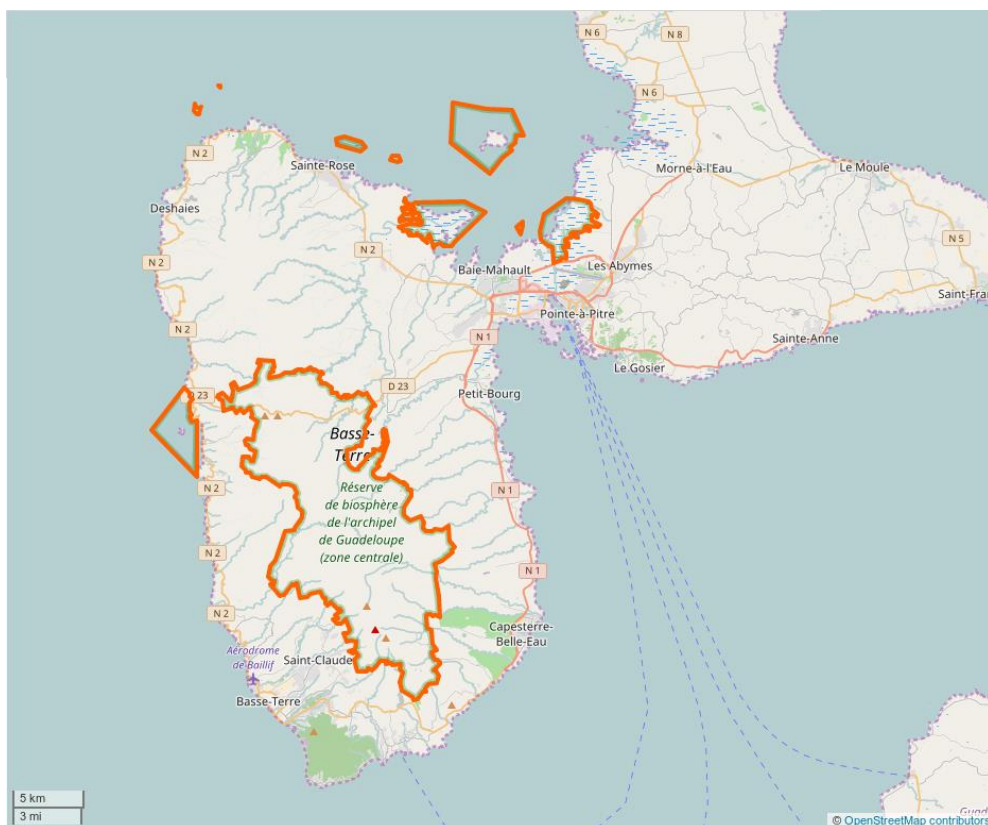 N 6
N 8
N 6
N 2
Sainte-Rose
Morne-à-l'Eau
Le Moule
Deshaies
N 2
N 5
N 2
Baie-Mahault
Les Abymes
Saint-Fran
Pointe-à-Pitre
N 2
N 1
Sainte-Anne
Le Gosier
23
D 23
Petit-Bourg
Basse-
Terre
N 2
Réserve
de biosphère
de l'archipel
de Guadeloupe
(zone centrale)
N 1
N 2
N 1
N 2
Capesterre-
Belle-Eau
Aérodrome
de Baillif
Saint-Claude
Basse-Terre
5 km
3 mi
© OpenStreetMap contributors